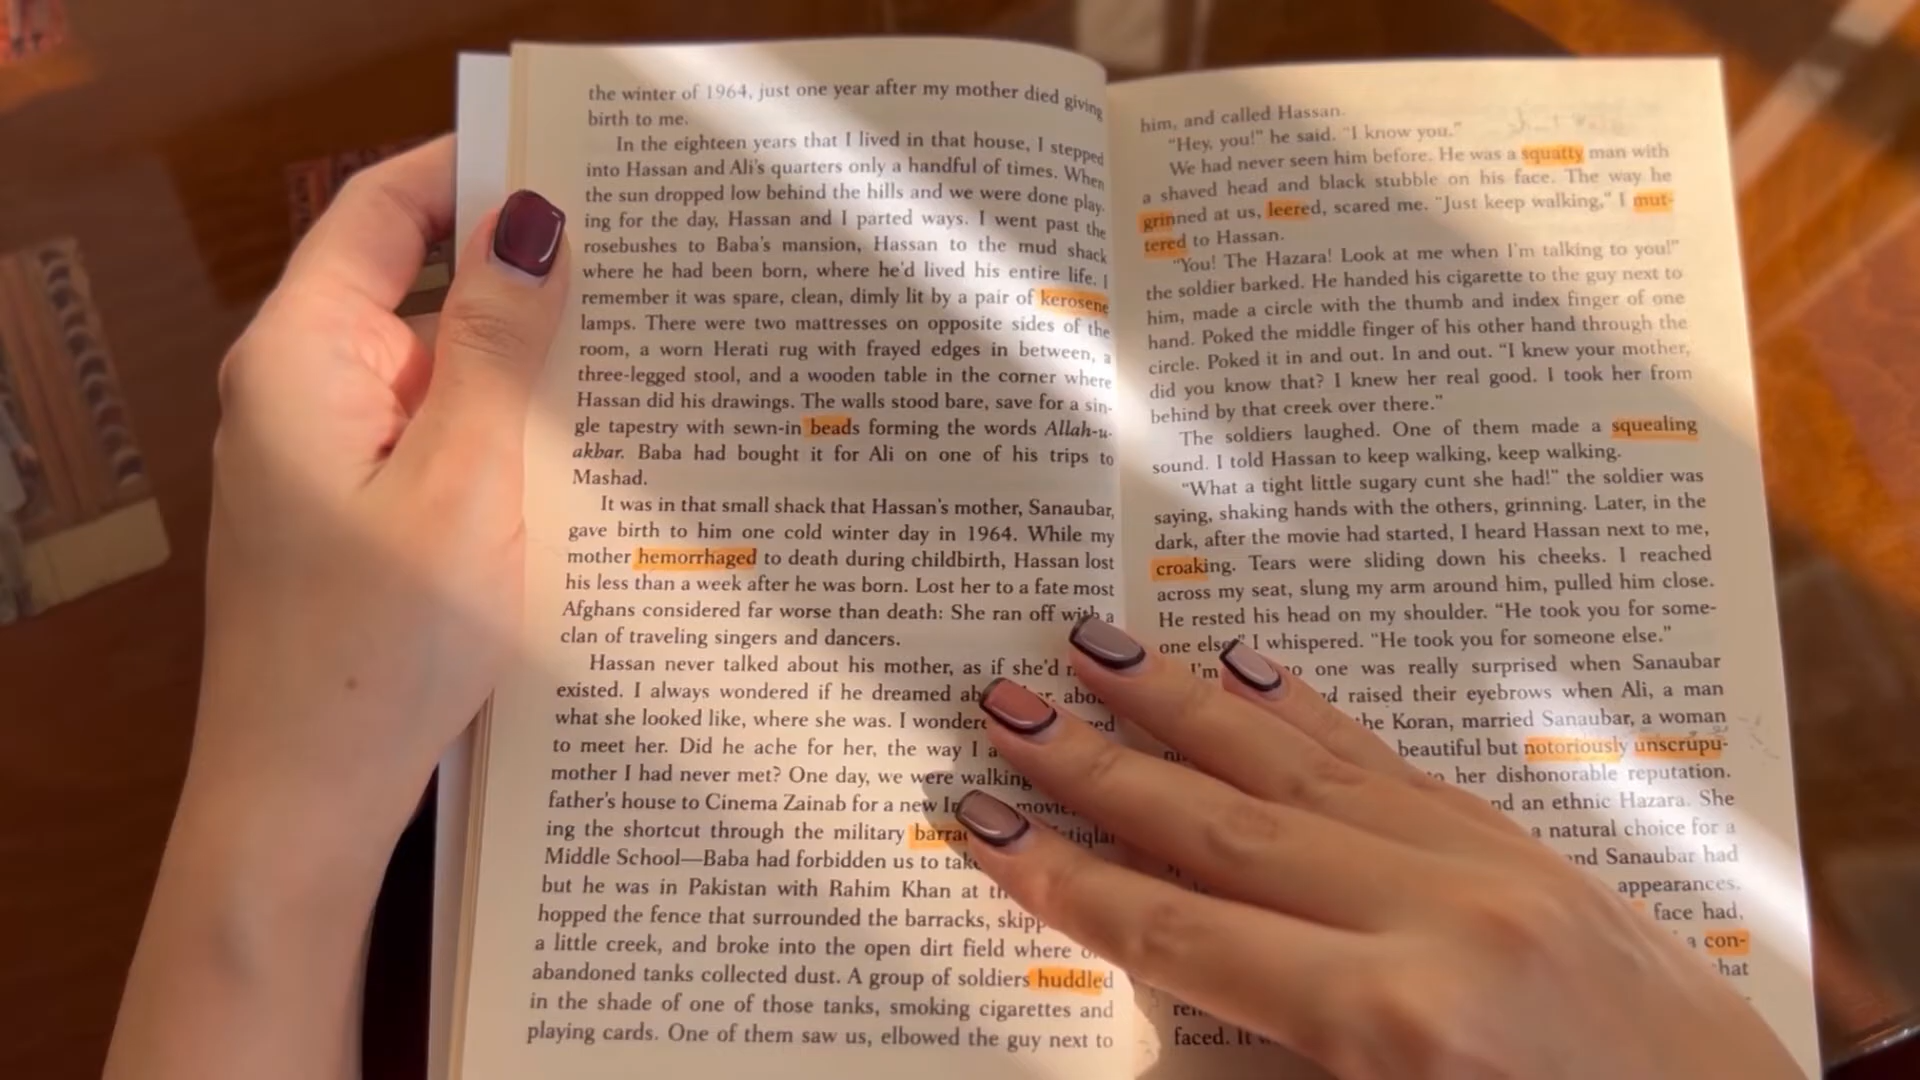 the winter of 1964, just one year after my mother died giving
birth to me.
In the eighteen years that I lived in that house, I stepped
into Hassan and Ali's quarters only a handful of times. When
the sun dropped low behind the hills and we were done play-
ing for the day, Hassan and I parted ways. I went past the
rosebushes to Baba's mansion, Hassan to the mud shack
where he had been born, where he'd lived his entire life. I
remember it was spare, clean, dimly lit by a pair of kerosene
lamps. There were two mattresses on opposite sides of the
room, a worn Herati rug with frayed edges in between, a
three-legged stool, and a wooden table in the corner where
Hassan did his drawings. The walls stood bare, save for a sin-
gle tapestry with sewn-in beads forming the words Allah-u-
akbar. Baba had bought it for Ali on one of his trips to
Mashad.
It was in that small shack that Hassan's mother, Sanaubar,
gave birth to him one cold winter day in 1964. While my
mother hemorrhaged to death during childbirth, Hassan lost
his less than a week after he was born. Lost her to a fate most
Afghans considered far worse than death: She ran off with a
clan of traveling singers and dancers.
Hassan never talked about his mother, as if she'd
existed. I always wondered if he dreamed
what she looked like, where she was. I
to meet her. Did he ache for her, the way I
mother I had never met? One day, we were walking
father's house to Cinema Zainab for a new
ing the shortcut through the military
Middle School—Baba had forbidden us to
but he was in Pakistan with Rahim Khan at
hopped the fence that surrounded the barracks,
a little creek, and broke into the open dirt field where
abandoned tanks collected dust. A group of soldiers huddled
in the shade of one of those tanks, smoking cigarettes and
playing cards. One of them saw us, elbowed the guy next to
him, and called Hassan.
"Hey, you!" he said. "I know you."
We had never seen him before. He was a squatty man with
a shaved head and black stubble on his face. The way he
grinned at us, leered, scared me. "Just keep walking," I mut-
tered to Hassan.
"You! The Hazara! Look at me when I'm talking to you!"
the soldier barked. He handed his cigarette to the guy next to
him, made a circle with the thumb and index finger of one
hand. Poked the middle finger of his other hand through the
circle. Poked it in and out. In and out. "I knew your mother,
did you know that? I knew her real good. I took her from
behind by that creek over there."
The soldiers laughed. One of them made a squealing
sound. I told Hassan to keep walking, keep walking.
"What a tight little sugary cunt she had!" the soldier was
saying, shaking hands with the others, grinning. Later, in the
dark, after the movie had started, I heard Hassan next to me,
croaking. Tears were sliding down his cheeks. I reached
across my seat, slung my arm around him, pulled him close.
He rested his head on my shoulder. "He took you for some-
one else," I whispered. "He took you for someone else."
I'm one was really surprised when Sanaubar
raised their eyebrows when Ali, a man
the Koran, married Sanaubar, a woman
beautiful but notoriously unscrupu-
her dishonorable reputation.
an ethnic Hazara. She
a natural choice for a
Sanaubar had
appearances,
face had,
a con-
faced. It